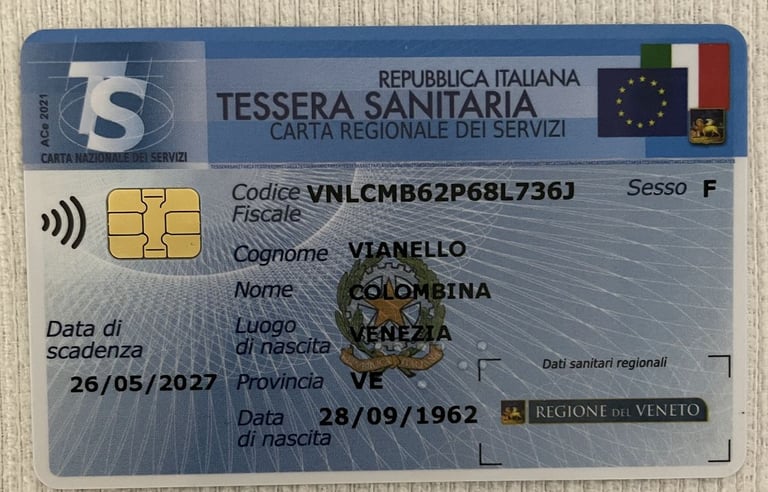 REPUBBLICA ITALIANA
TESSERA SANITARIA
CARTA REGIONALE DEI SERVIZI
TS
ACe 2021
CARTA NAZIONALE DEI SERVIZI
Codice Fiscale VNLCMB62P68L736J Sesso F
Cognome VIANELLO
Nome COLOMBINA
Luogo di nascita VENEZIA
Provincia VE
Data di nascita 28/09/1962
Data di scadenza
26/05/2027
Dati sanitari regionali
REGIONE DEL VENETO